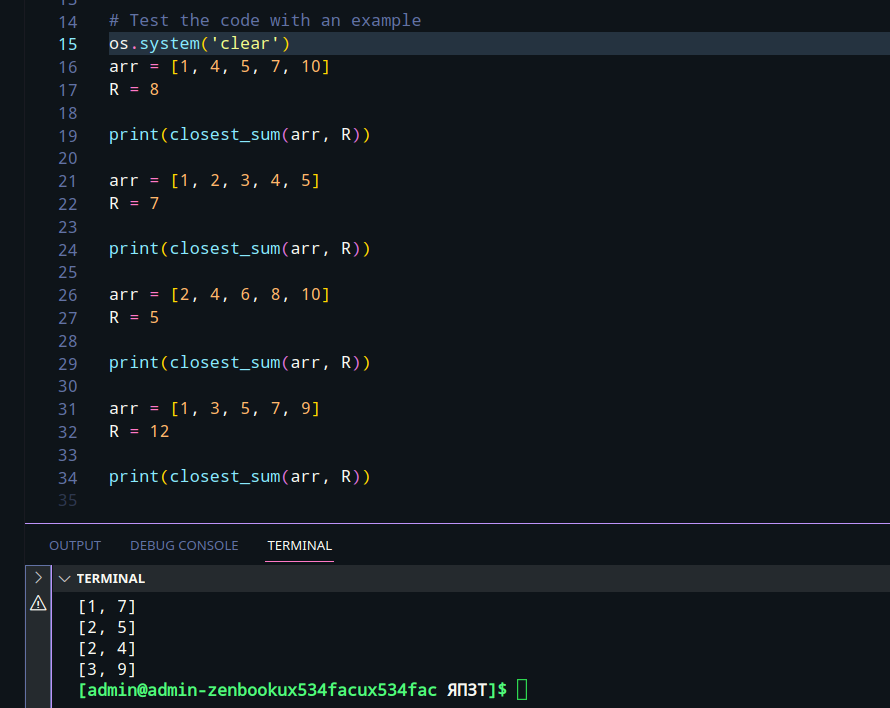 13
14 # Test the code with an example
15 os.system('clear')
16 arr = [1, 4, 5, 7, 10]
17 R = 8
18
19 print(closest_sum(arr, R))
20
21 arr = [1, 2, 3, 4, 5]
22 R = 7
23
24 print(closest_sum(arr, R))
25
26 arr = [2, 4, 6, 8, 10]
27 R = 5
28
29 print(closest_sum(arr, R))
30
31 arr = [1, 3, 5, 7, 9]
32 R = 12
33
34 print(closest_sum(arr, R))
35
OUTPUT DEBUG CONSOLE TERMINAL
TERMINAL
[1, 7]
[2, 5]
[2, 4]
[3, 9]
[admin@admin-zenbookux534facux534fac ЯПЗТ]$